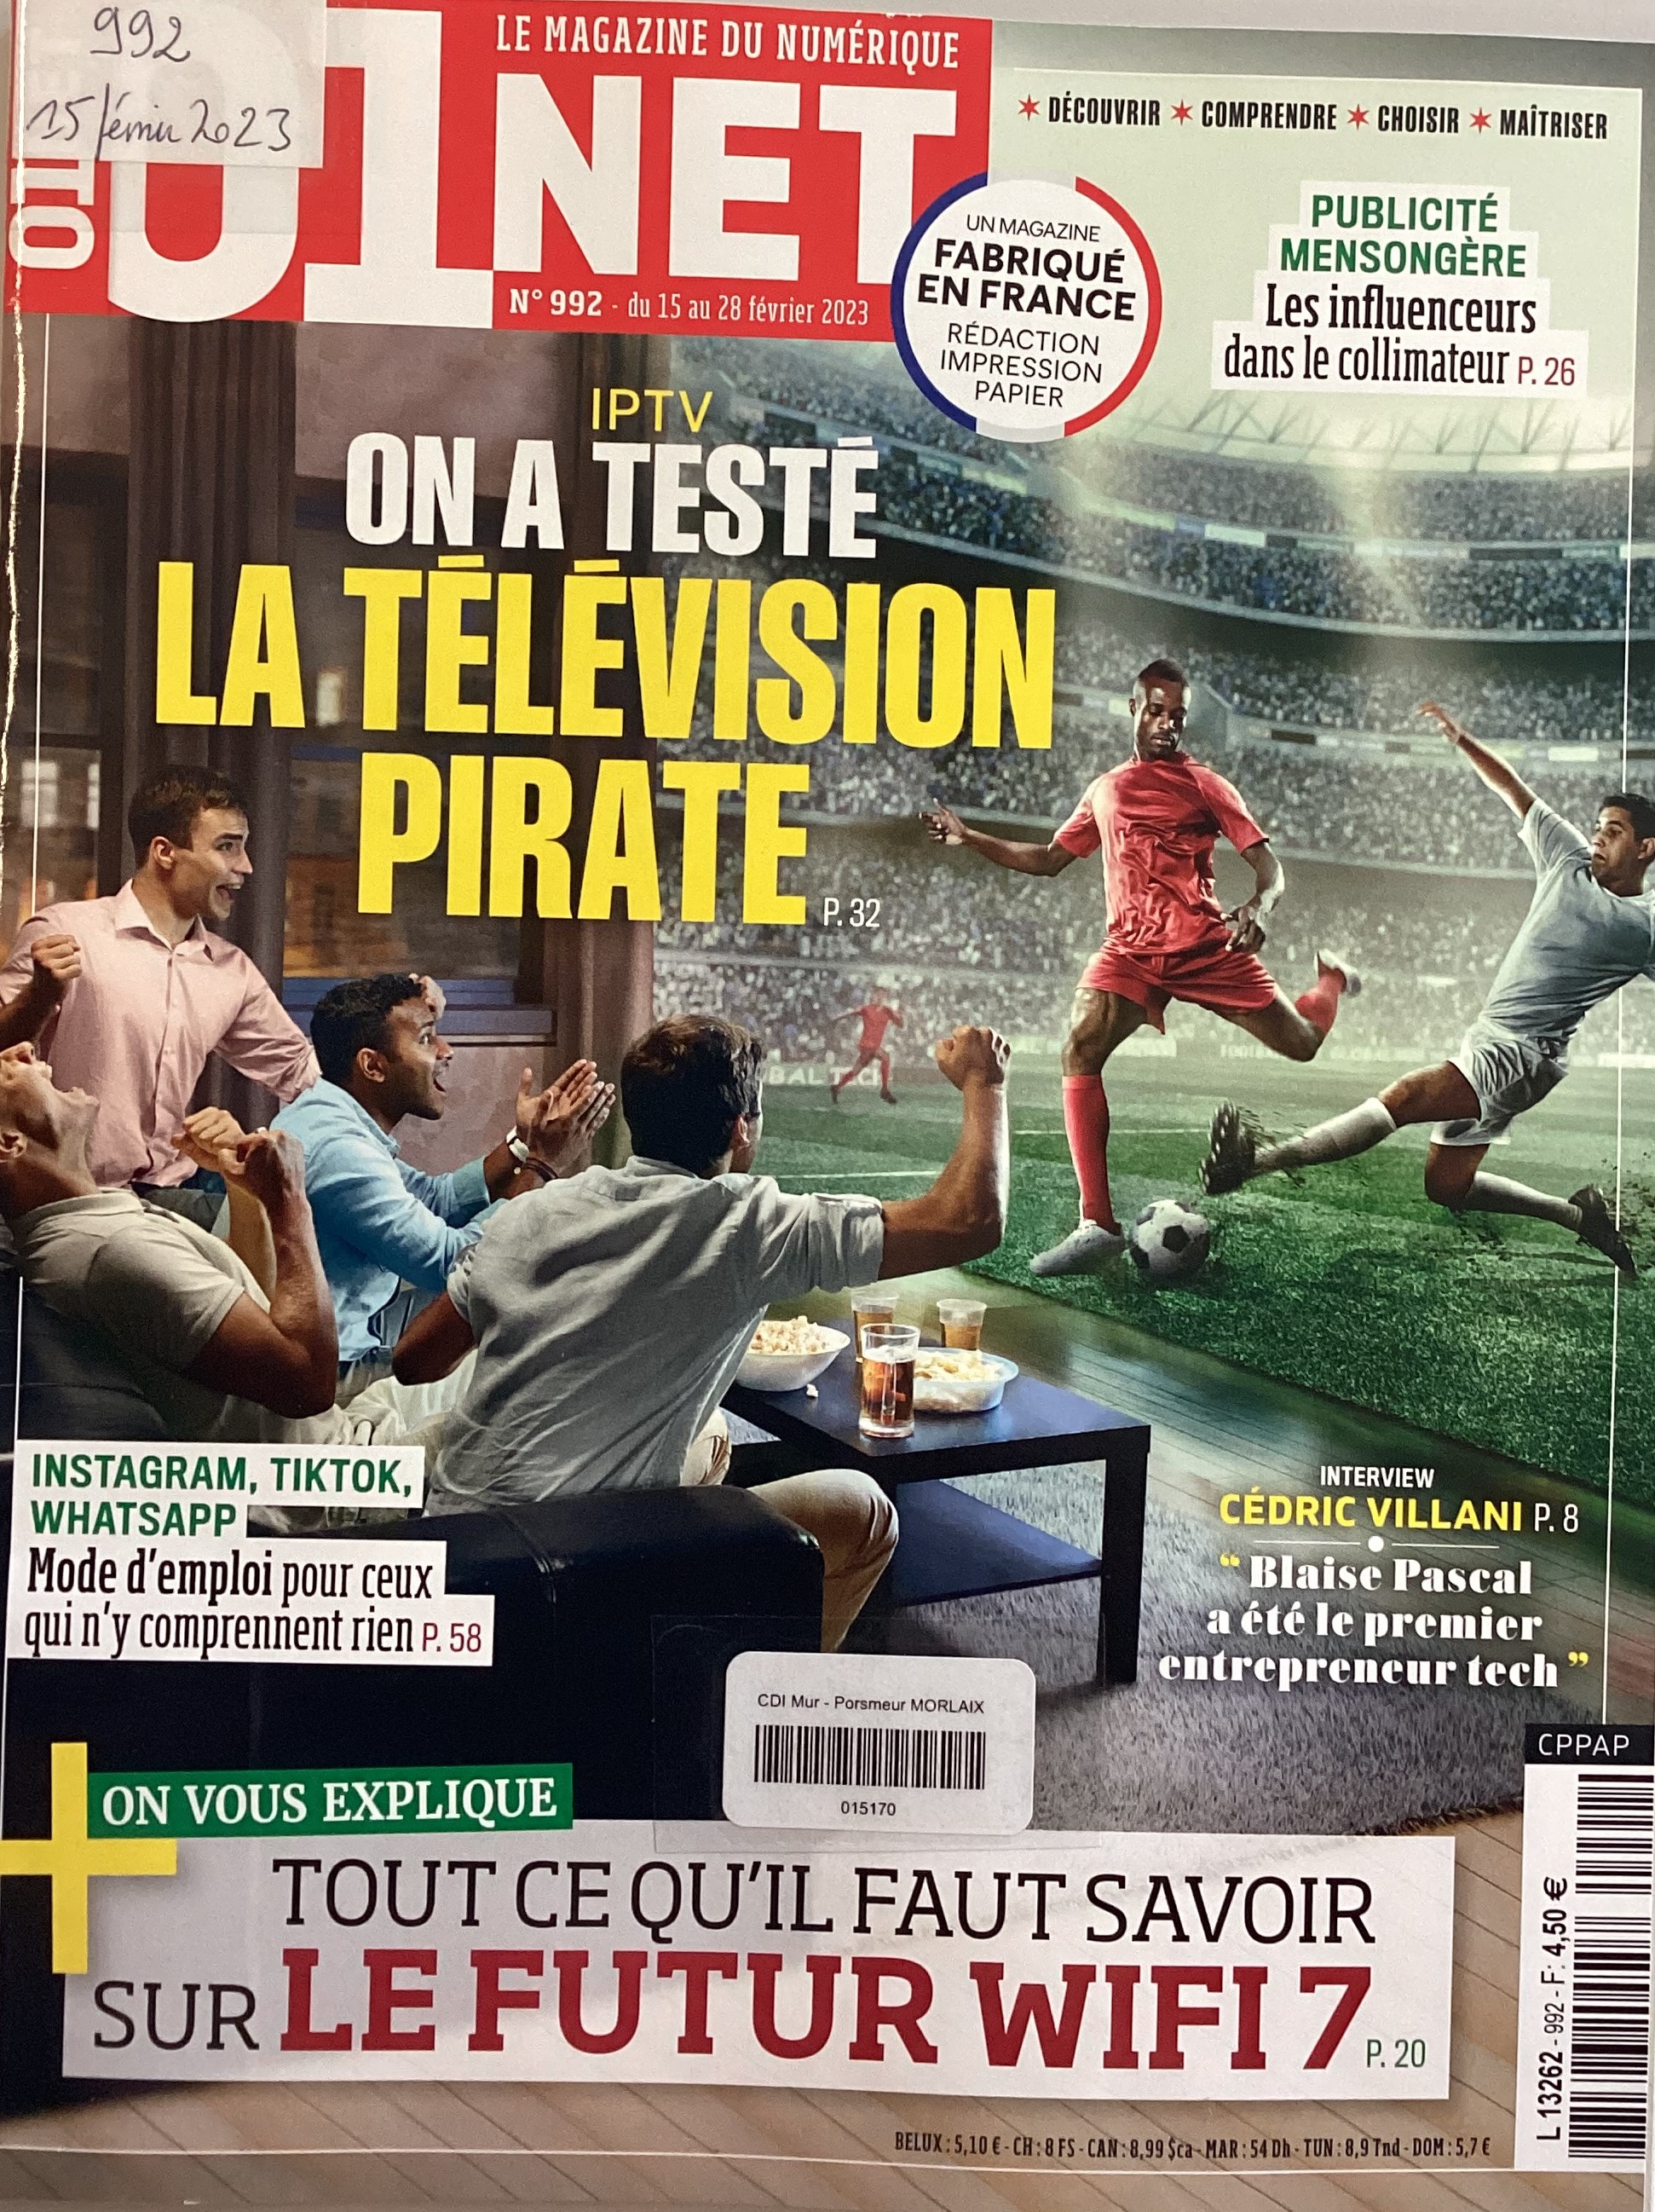 992
15 février 2023
TO
LE MAGAZINE DU NUMÉRIQUE
01NET
N° 992 - du 15 au 28 février 2023
✶ DÉCOUVRIR ✶ COMPRENDRE ✶ CHOISIR ✶ MAÎTRISER
UN MAGAZINE
FABRIQUÉ
EN FRANCE
RÉDACTION
IMPRESSION
PAPIER
PUBLICITÉ
MENSONGÈRE
Les influenceurs
dans le collimateur P. 26
IPTV
ON A TESTÉ
LA TÉLÉVISION
PIRATE P. 32
INSTAGRAM, TIKTOK,
WHATSAPP
Mode d'emploi pour ceux
qui n'y comprennent rien P. 58
INTERVIEW
CÉDRIC VILLANI P. 8
“ Blaise Pascal
a été le premier
entrepreneur tech ”
CDI Mur - Porsmeur MORLAIX
015170
CPPAP
+ ON VOUS EXPLIQUE
TOUT CE QU'IL FAUT SAVOIR
SUR LE FUTUR WIFI 7 P. 20
L 13262 - 992 - F: 4,50 €
BELUX : 5,10 € - CH : 8 FS - CAN : 8,99 $ca - MAR : 54 Dh - TUN : 8,9 Tnd - DOM : 5,7 €